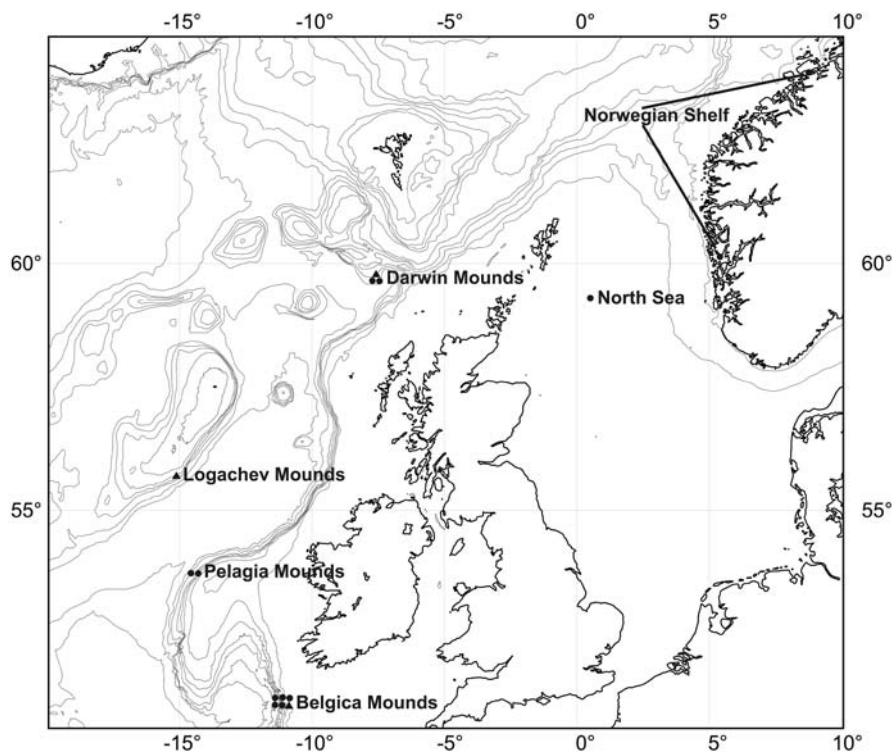 -15° -10° -5° 0° 5° 10°
Norwegian Shelf
60° 60°
Darwin Mounds
North Sea
Logachev Mounds
55° 55°
Pelagia Mounds
Belgica Mounds
-15° -10° -5° 0° 5° 10°